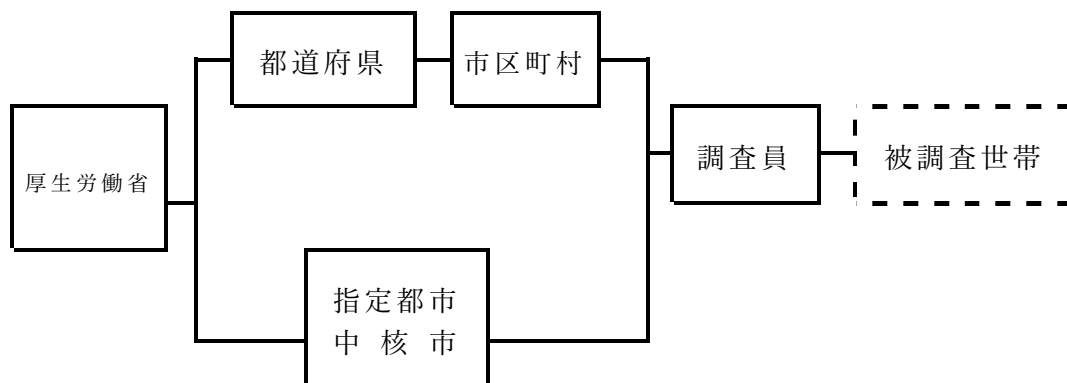 厚生労働省
都道府県
市区町村
指定都市
中核市
調査員
被調査世帯